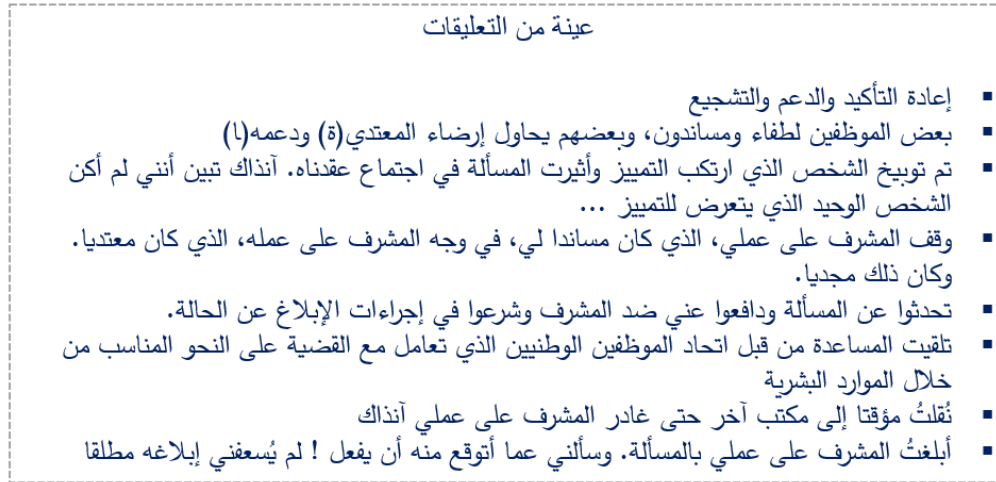 عينة من التعليقات
▪ إعادة التأكيد والدعم والتشجيع
▪ بعض الموظفين لطفاء ومساندون، وبعضهم يحاول إرضاء المعتدي(ة) ودعمه(ا)
▪ تم توبيخ الشخص الذي ارتكب التمييز وأثيرت المسألة في اجتماع عقدناه. آنذاك تبين أنني لم أكن
الشخص الوحيد الذي يتعرض للتمييز ...
▪ وقف المشرف على عملي، الذي كان مساندا لي، في وجه المشرف على عمله، الذي كان معتديا.
وكان ذلك مجديا.
▪ تحدثوا عن المسألة ودافعوا عني ضد المشرف وشرعوا في إجراءات الإبلاغ عن الحالة.
▪ تلقيت المساعدة من قبل اتحاد الموظفين الوطنيين الذي تعامل مع القضية على النحو المناسب من
خلال الموارد البشرية
▪ نُقلتُ مؤقتا إلى مكتب آخر حتى غادر المشرف على عملي آنذاك
▪ أبلغتُ المشرف على عملي بالمسألة. وسألني عما أتوقع منه أن يفعل ! لم يُسعفني إبلاغه مطلقا